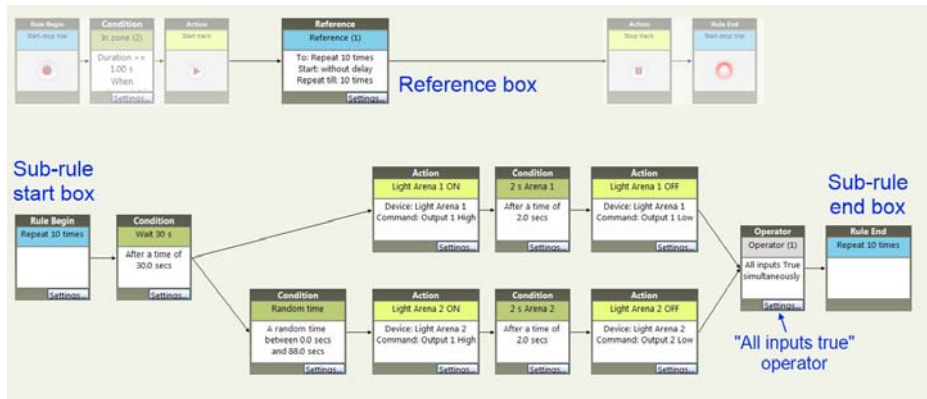 Rule Begin
Start-stop trial
Condition
In zone (2)
Duration >=
1.00 s
When
Settings...
Action
Start track
Reference
Reference (1)
To: Repeat 10 times
Start: without delay
Repeat till: 10 times
Settings...
Reference box
Action
Stop track
Rule End
Start-stop trial
Sub-rule
start box
Rule Begin
Repeat 10 times
Settings...
Condition
Wait 30 s
After a time of
30.0 secs
Settings...
Action
Light Arena 1 ON
Device: Light Arena 1
Command: Output 1 High
Settings...
Condition
2 s Arena 1
After a time of
2.0 secs
Settings...
Action
Light Arena 1 OFF
Device: Light Arena 1
Command: Output 1 Low
Settings...
Condition
Random time
A random time
between 0.0 secs
and 88.0 secs
Settings...
Action
Light Arena 2 ON
Device: Light Arena 2
Command: Output 1 High
Settings...
Condition
2 s Arena 2
After a time of
2.0 secs
Settings...
Action
Light Arena 2 OFF
Device: Light Arena 2
Command: Output 2 Low
Settings...
Operator
Operator (1)
All inputs True
simultaneously
Settings...
"All inputs true"
operator
Sub-rule
end box
Rule End
Repeat 10 times